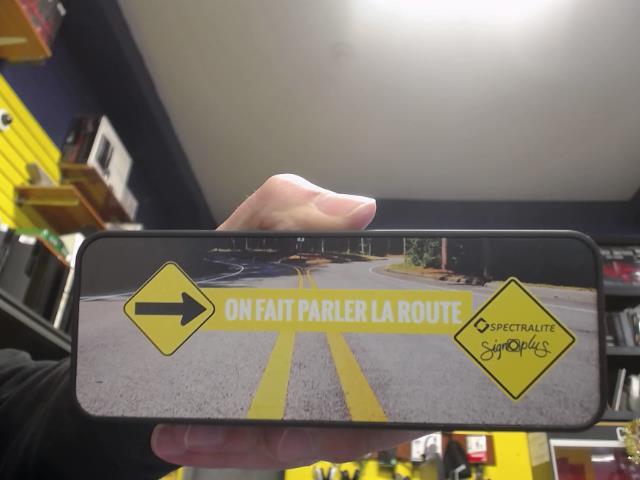 ON FAIT PARLER LA ROUTE
SPECTRALITE
signoplus